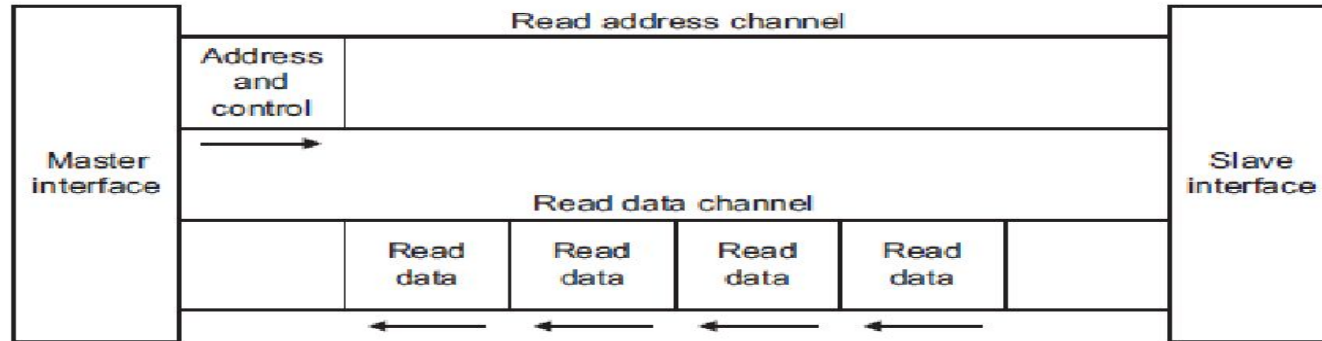 Read address channel
Address
and
control
Master
interface
Slave
interface
Read data channel
Read
data
Read
data
Read
data
Read
data